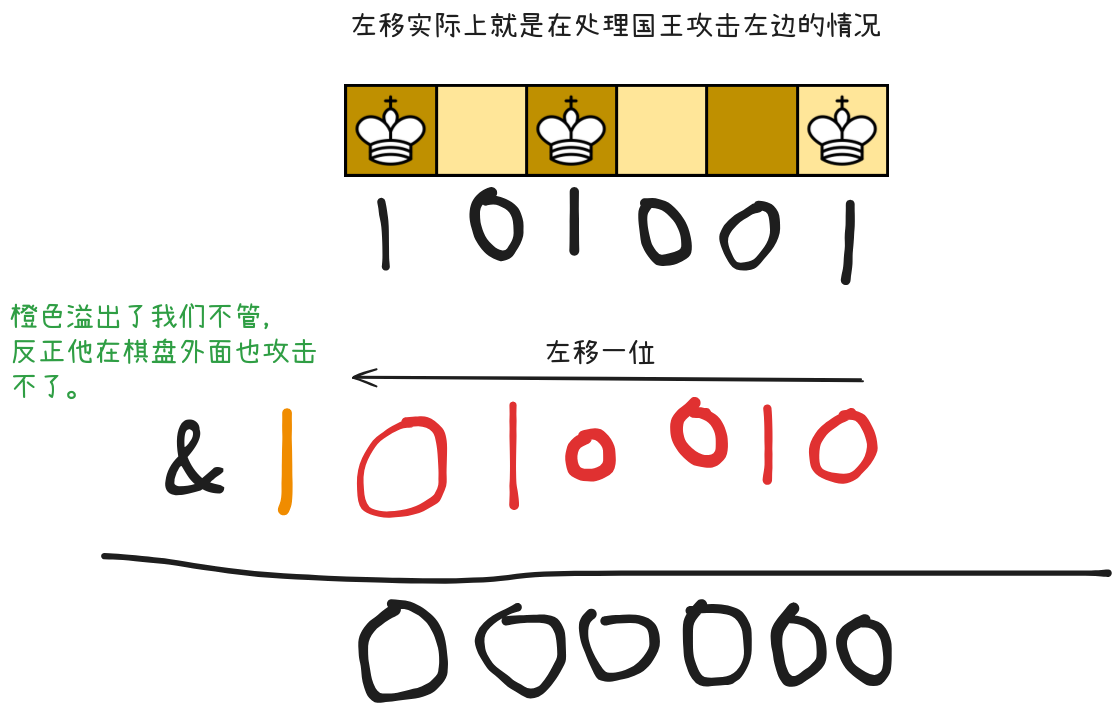 左移实际上就是在处理国王攻击左边的情况
1 0 1 0 0 1
橙色溢出了我们不管,
反正他在棋盘外面也攻击
不了。
左移一位
& 1 0 1 0 0 1 0
0 0 0 0 0 0